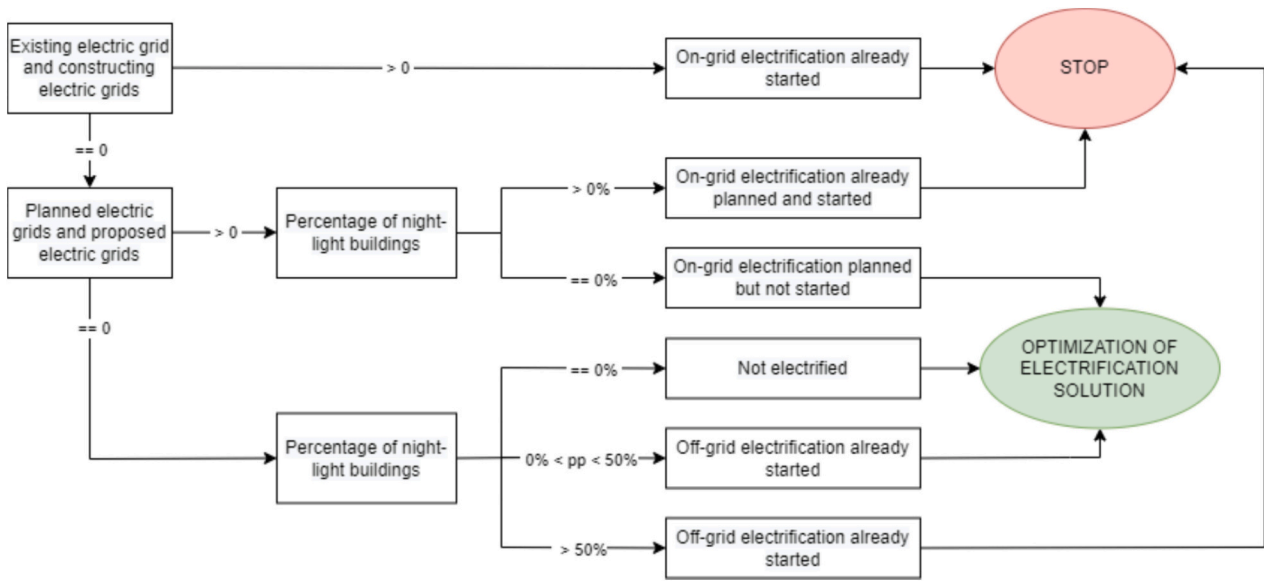 Existing electric grid
and constructing
electric grids
> 0
On-grid electrification already
started
STOP
== 0
Planned electric
grids and proposed
electric grids
> 0
Percentage of night-
light buildings
> 0%
On-grid electrification already
planned and started
== 0%
On-grid electrification planned
but not started
== 0
OPTIMIZATION OF
ELECTRIFICATION
SOLUTION
Percentage of night-
light buildings
== 0%
Not electrified
0% < pp < 50%
Off-grid electrification already
started
> 50%
Off-grid electrification already
started